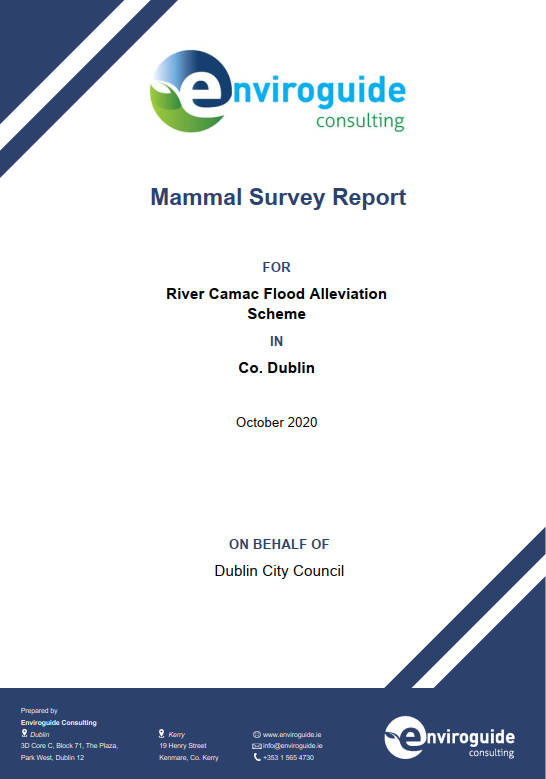 enviroguide
consulting
Mammal Survey Report
FOR
River Camac Flood Alleviation
Scheme
IN
Co. Dublin
October 2020
ON BEHALF OF
Dublin City Council
Prepared by
Enviroguide Consulting
Dublin
3D Core C, Block 71, The Plaza,
Park West, Dublin 12
Kerry
19 Henry Street
Kenmare, Co. Kerry
www.enviroguide.ie
info@enviroguide.ie
+353 1 565 4730
enviroguide
consulting